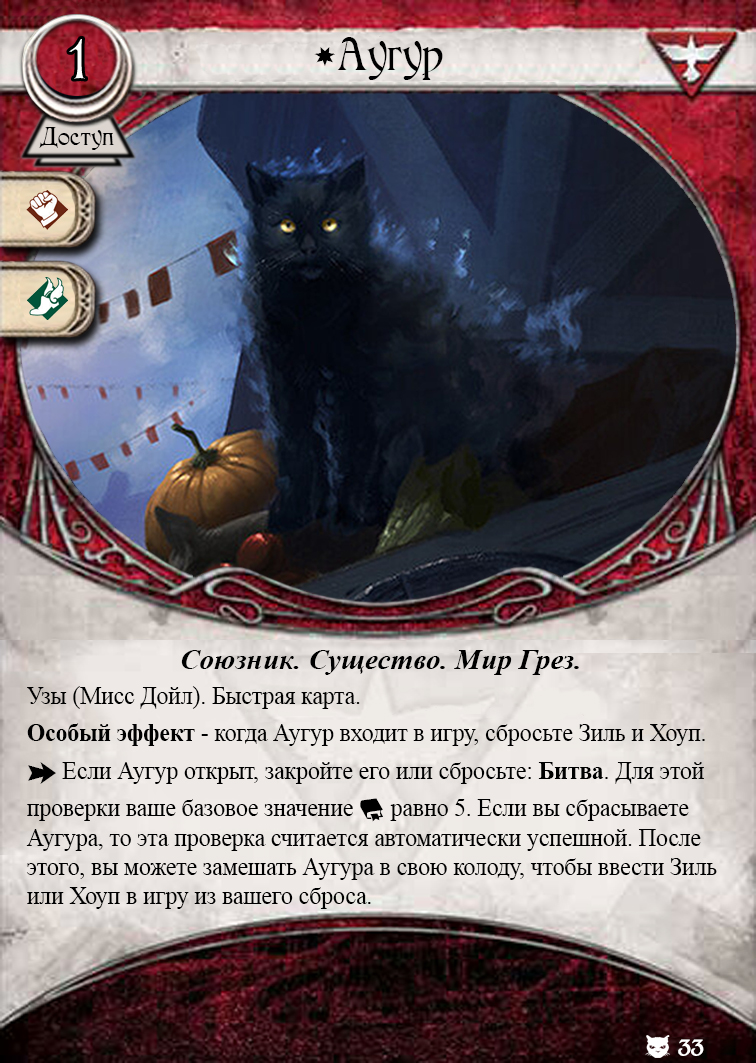 1
Аугур
Доступ
Союзник. Существо. Мир Грез.
Узы (Мисс Дойл). Быстрая карта.
Особый эффект - когда Аугур входит в игру, сбросьте Зиль и Хоуп.
Если Аугур открыт, закройте его или сбросьте: Битва. Для этой
проверки ваше базовое значение равно 5. Если вы сбрасываете
Аугура, то эта проверка считается автоматически успешной. После
этого, вы можете замешать Аугура в свою колоду, чтобы ввести Зиль
или Хоуп в игру из вашего сброса.
33